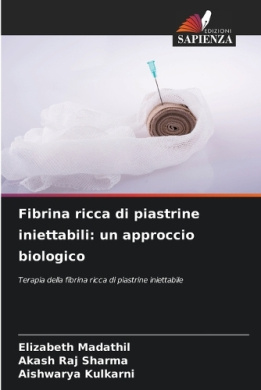 EDIZIONI
SAPIENZA
Fibrina ricca di piastrine
iniettabili: un approccio
biologico
Terapia della fibrina ricca di piastrine iniettabile
Elizabeth Madathil
Akash Raj Sharma
Aishwarya Kulkarni